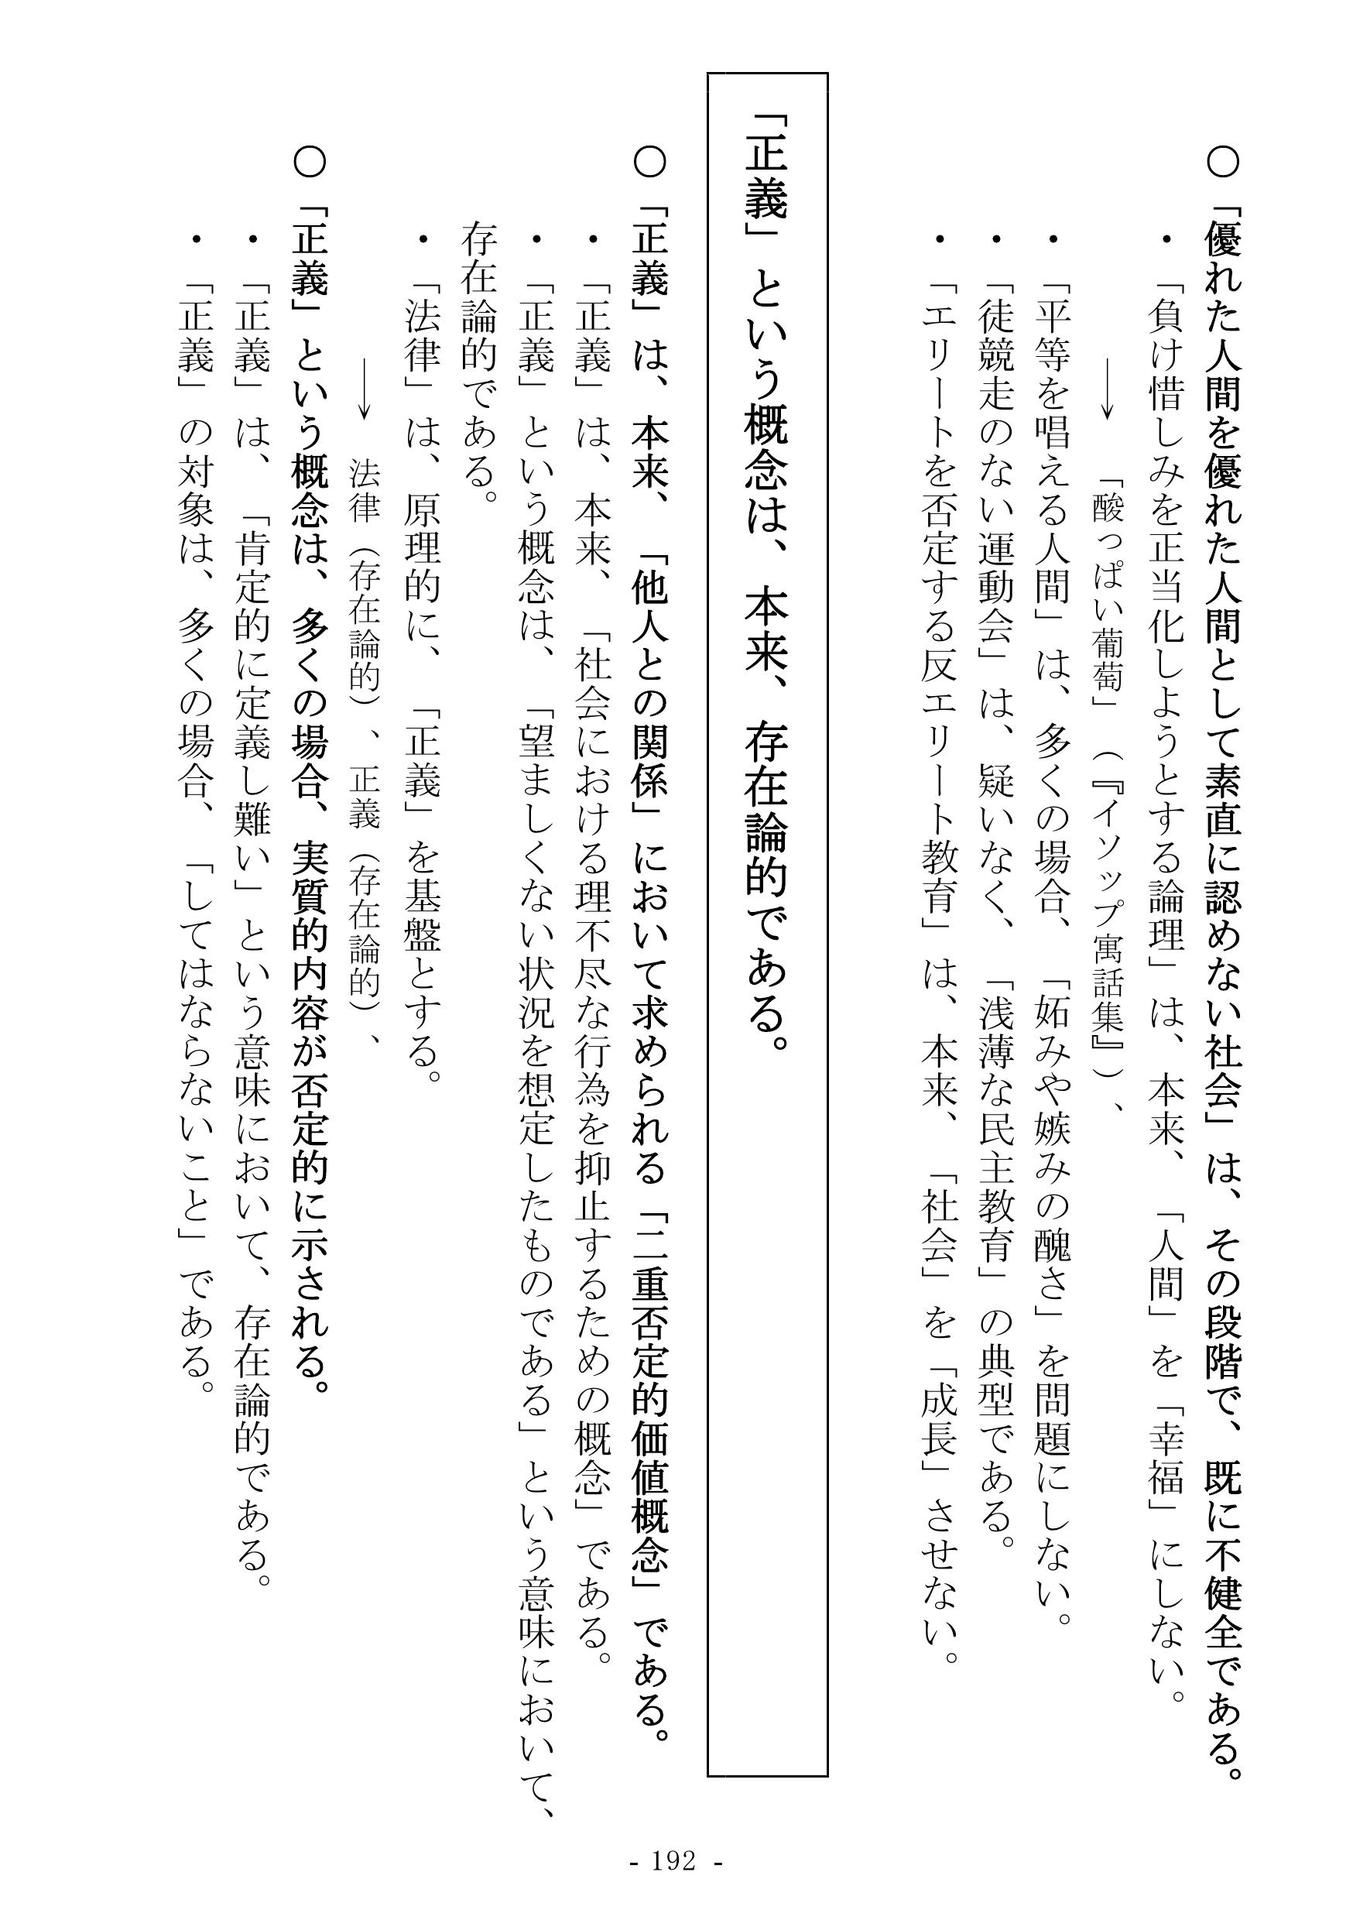 ○「優れた人間を優れた人間として素直に認めない社会」は、その段階で、既に不健全である。
・「負け惜しみを正当化しようとする論理」は、本来、「人間」を「幸福」にしない。
→ 「酸っぱい葡萄」（『イソップ寓話集』）、
・「平等を唱える人間」は、多くの場合、「妬みや嫉みの醜さ」を問題にしない。
・「徒競走のない運動会」は、疑いなく、「浅薄な民主教育」の典型である。
・「エリートを否定する反エリート教育」は、本来、「社会」を「成長」させない。
「正義」という概念は、本来、存在論的である。
○「正義」は、本来、「他人との関係」において求められる「二重否定的価値概念」である。
・「正義」は、本来、「社会における理不尽な行為を抑止するための概念」である。
・「正義」という概念は、「望ましくない状況を想定したものである」という意味において、
存在論的である。
・「法律」は、原理的に、「正義」を基盤とする。
→ 法律（存在論的）、正義（存在論的）、
○「正義」という概念は、多くの場合、実質的内容が否定的に示される。
・「正義」は、「肯定的に定義し難い」という意味において、存在論的である。
・「正義」の対象は、多くの場合、「してはならないこと」である。
- 192 -